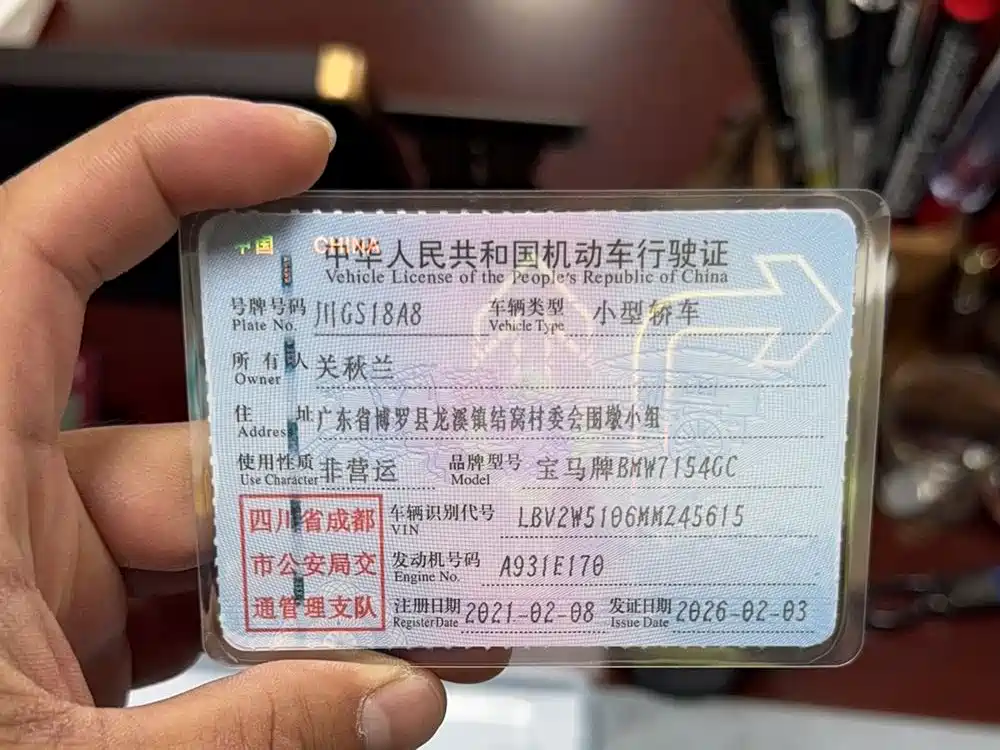 中国 CHINA
中华人民共和国机动车行驶证
Vehicle License of the People's Republic of China
号牌号码 川GS18A8 车辆类型 小型轿车
Plate No. Vehicle Type
所有人 关秋兰
Owner
住址 广东省博罗县龙溪镇结窝村委会围墩小组
Address
使用性质 非营运 品牌型号 宝马牌BMW7154GC
Use Character Model
四川省成都
市公安局交
通管理支队
车辆识别代号 LBV2W5106MMZ45615
VIN
发动机号码 A931E170
Engine No.
注册日期 2021-02-08 发证日期 2026-02-03
Register Date Issue Date